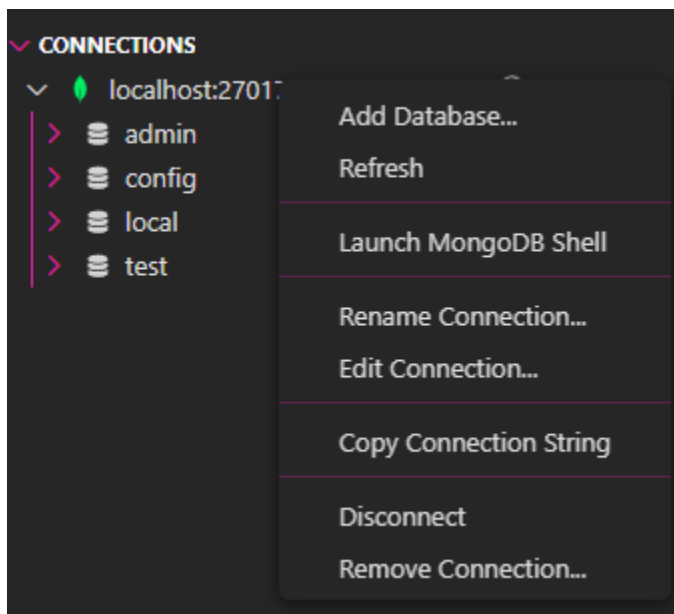 CONNECTIONS
localhost:27017
admin
config
local
test
Add Database...
Refresh
Launch MongoDB Shell
Rename Connection...
Edit Connection...
Copy Connection String
Disconnect
Remove Connection...